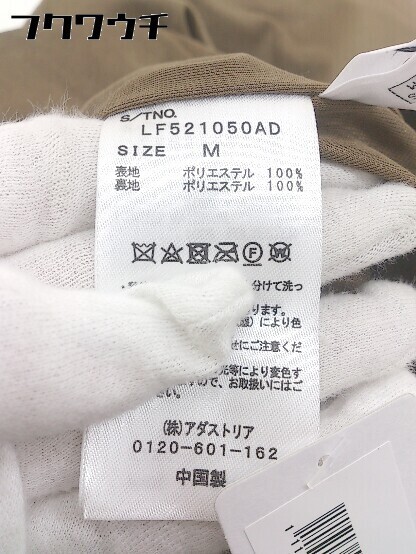 フクワウチ
S/TNO.
LF521050AD
SIZE M
表地 ポリエステル 100%
裏地 ポリエステル 100%
分けて洗っ
ります。
により色
せにご注意くだ
光等により変色す
ので、お取扱いにはご
(株)アダストリア
0120-601-162
中国製